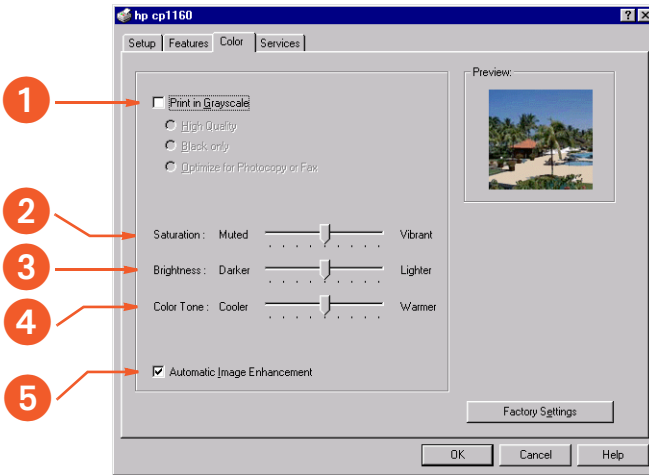 hp cp1160
Setup Features Color Services
1 Print in Grayscale
High Quality
Black only
Optimize for Photocopy or Fax
2 Saturation : Muted Vibrant
3 Brightness : Darker Lighter
4 Color Tone : Cooler Warmer
5 Automatic Image Enhancement
Preview:
Factory Settings
OK Cancel Help